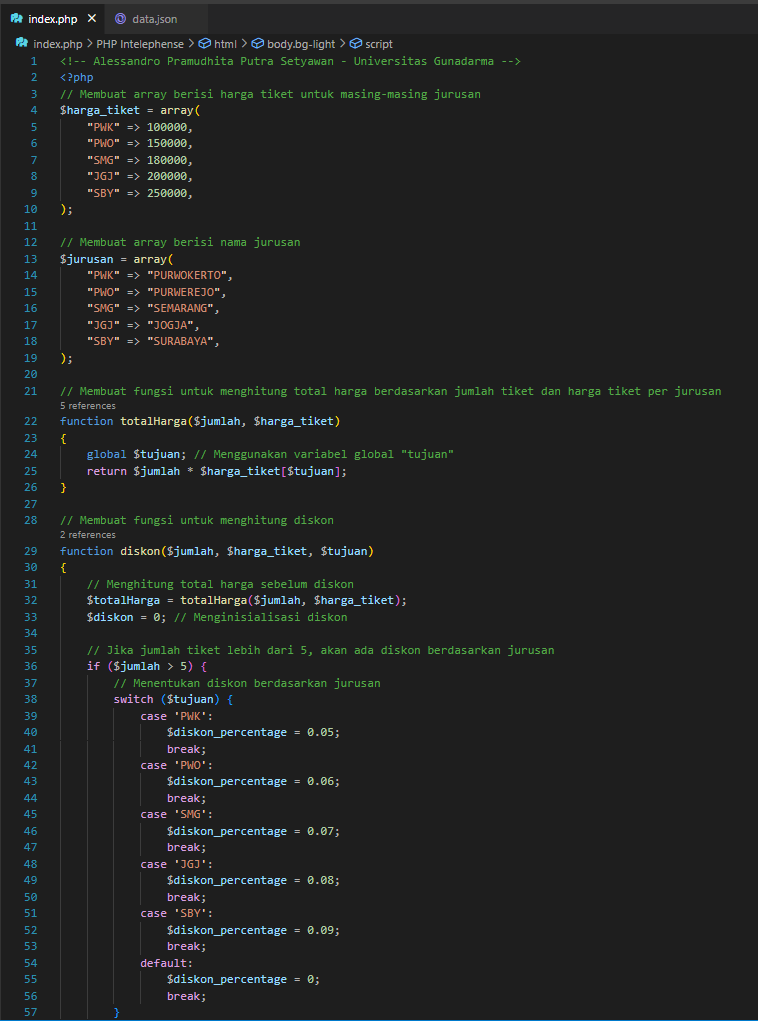 index.php
data.json
index.php > PHP Intelephense > html > body.bg-light > script
1 <!-- Alessandro Pramudhita Putra Setyawan - Universitas Gunadarma -->
2 <?php
3 // Membuat array berisi harga tiket untuk masing-masing jurusan
4 $harga_tiket = array(
5     "PWK" => 100000,
6     "PWO" => 150000,
7     "SMG" => 180000,
8     "JGJ" => 200000,
9     "SBY" => 250000,
10 );
11
12 // Membuat array berisi nama jurusan
13 $jurusan = array(
14     "PWK" => "PURWOKERTO",
15     "PWO" => "PURWEREJO",
16     "SMG" => "SEMARANG",
17     "JGJ" => "JOGJA",
18     "SBY" => "SURABAYA",
19 );
20
21 // Membuat fungsi untuk menghitung total harga berdasarkan jumlah tiket dan harga tiket per jurusan
5 references
22 function totalHarga($jumlah, $harga_tiket)
23 {
24     global $tujuan; // Menggunakan variabel global "tujuan"
25     return $jumlah * $harga_tiket[$tujuan];
26 }
27
28 // Membuat fungsi untuk menghitung diskon
2 references
29 function diskon($jumlah, $harga_tiket, $tujuan)
30 {
31     // Menghitung total harga sebelum diskon
32     $totalHarga = totalHarga($jumlah, $harga_tiket);
33     $diskon = 0; // Menginisialisasi diskon
34
35     // Jika jumlah tiket lebih dari 5, akan ada diskon berdasarkan jurusan
36     if ($jumlah > 5) {
37         // Menentukan diskon berdasarkan jurusan
38         switch ($tujuan) {
39             case 'PWK':
40                 $diskon_percentage = 0.05;
41                 break;
42             case 'PWO':
43                 $diskon_percentage = 0.06;
44                 break;
45             case 'SMG':
46                 $diskon_percentage = 0.07;
47                 break;
48             case 'JGJ':
49                 $diskon_percentage = 0.08;
50                 break;
51             case 'SBY':
52                 $diskon_percentage = 0.09;
53                 break;
54             default:
55                 $diskon_percentage = 0;
56                 break;
57         }